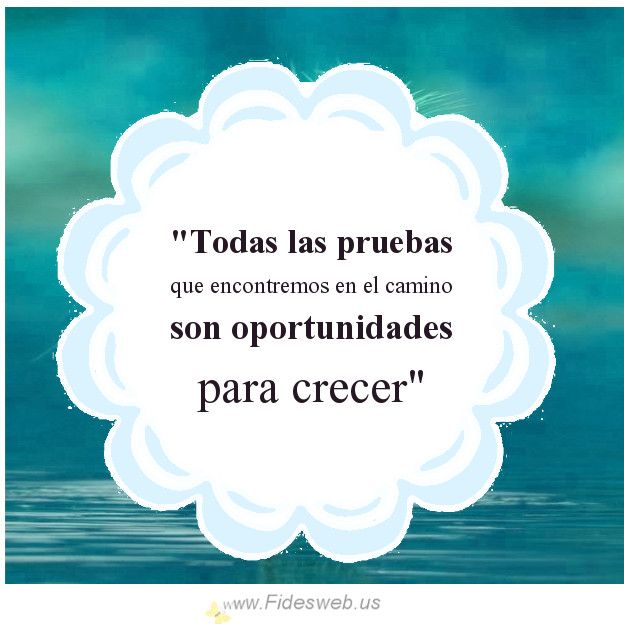 "Todas las pruebas
que encontremos en el camino
son oportunidades
para crecer"
www.Fidesweb.us